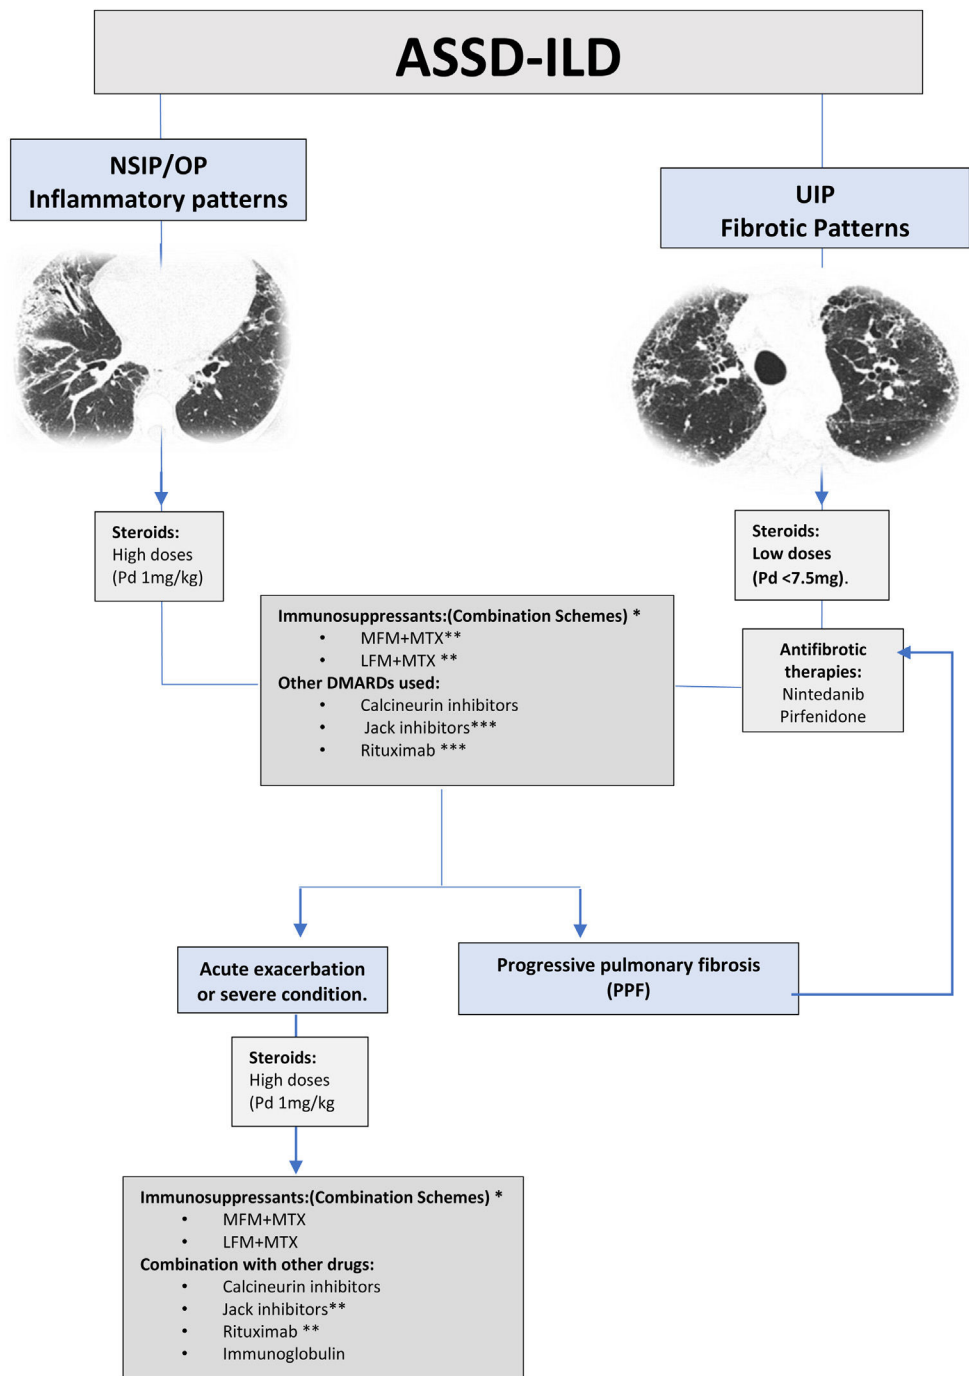 ASSD-ILD
NSIP/OP
Inflammatory patterns
UIP
Fibrotic Patterns
Steroids:
High doses
(Pd 1mg/kg)
Steroids:
Low doses
(Pd <7.5mg).
Immunosuppressants:(Combination Schemes) *
• MFM+MTX**
• LFM+MTX **
Other DMARDs used:
• Calcineurin inhibitors
• Jack inhibitors***
• Rituximab ***
Antifibrotic
therapies:
Nintedanib
Pirfenidone
Acute exacerbation
or severe condition.
Progressive pulmonary fibrosis
(PPF)
Steroids:
High doses
(Pd 1mg/kg
Immunosuppressants:(Combination Schemes) *
• MFM+MTX
• LFM+MTX
Combination with other drugs:
• Calcineurin inhibitors
• Jack inhibitors**
• Rituximab **
• Immunoglobulin